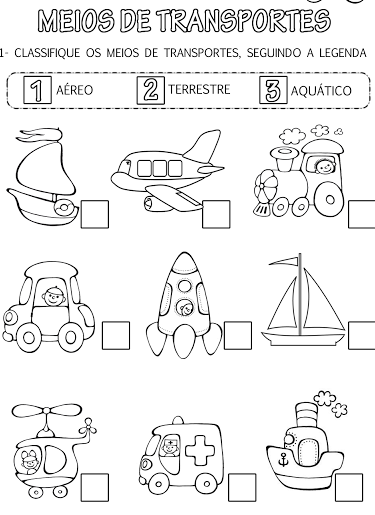 MEIOS DE TRANSPORTES
1- CLASSIFIQUE OS MEIOS DE TRANSPORTES, SEGUINDO A LEGENDA
1 AÉREO 2 TERRESTRE 3 AQUÁTICO